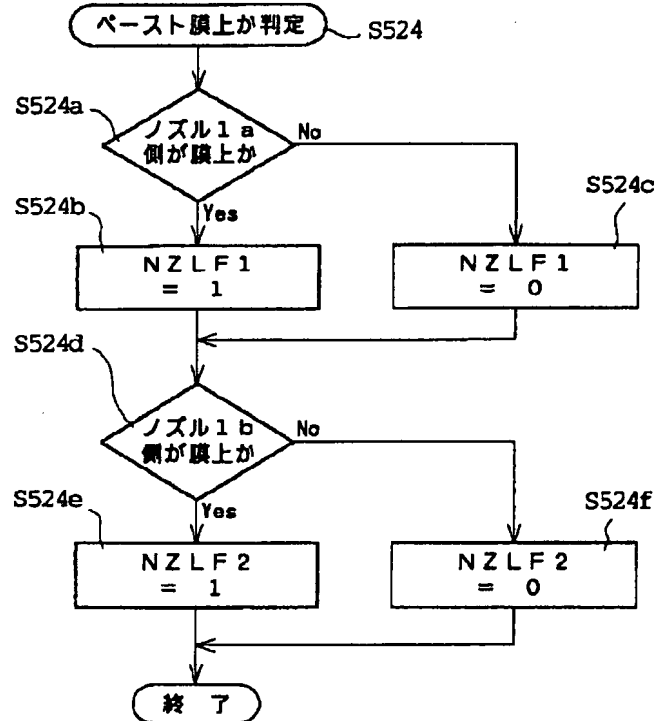 ペースト膜上か判定
S524
S524a
ノズル1a
側が膜上か
No
Yes
S524b
NZLF1
= 1
S524c
NZLF1
= 0
S524d
ノズル1b
側が膜上か
No
Yes
S524e
NZLF2
= 1
S524f
NZLF2
= 0
終 了